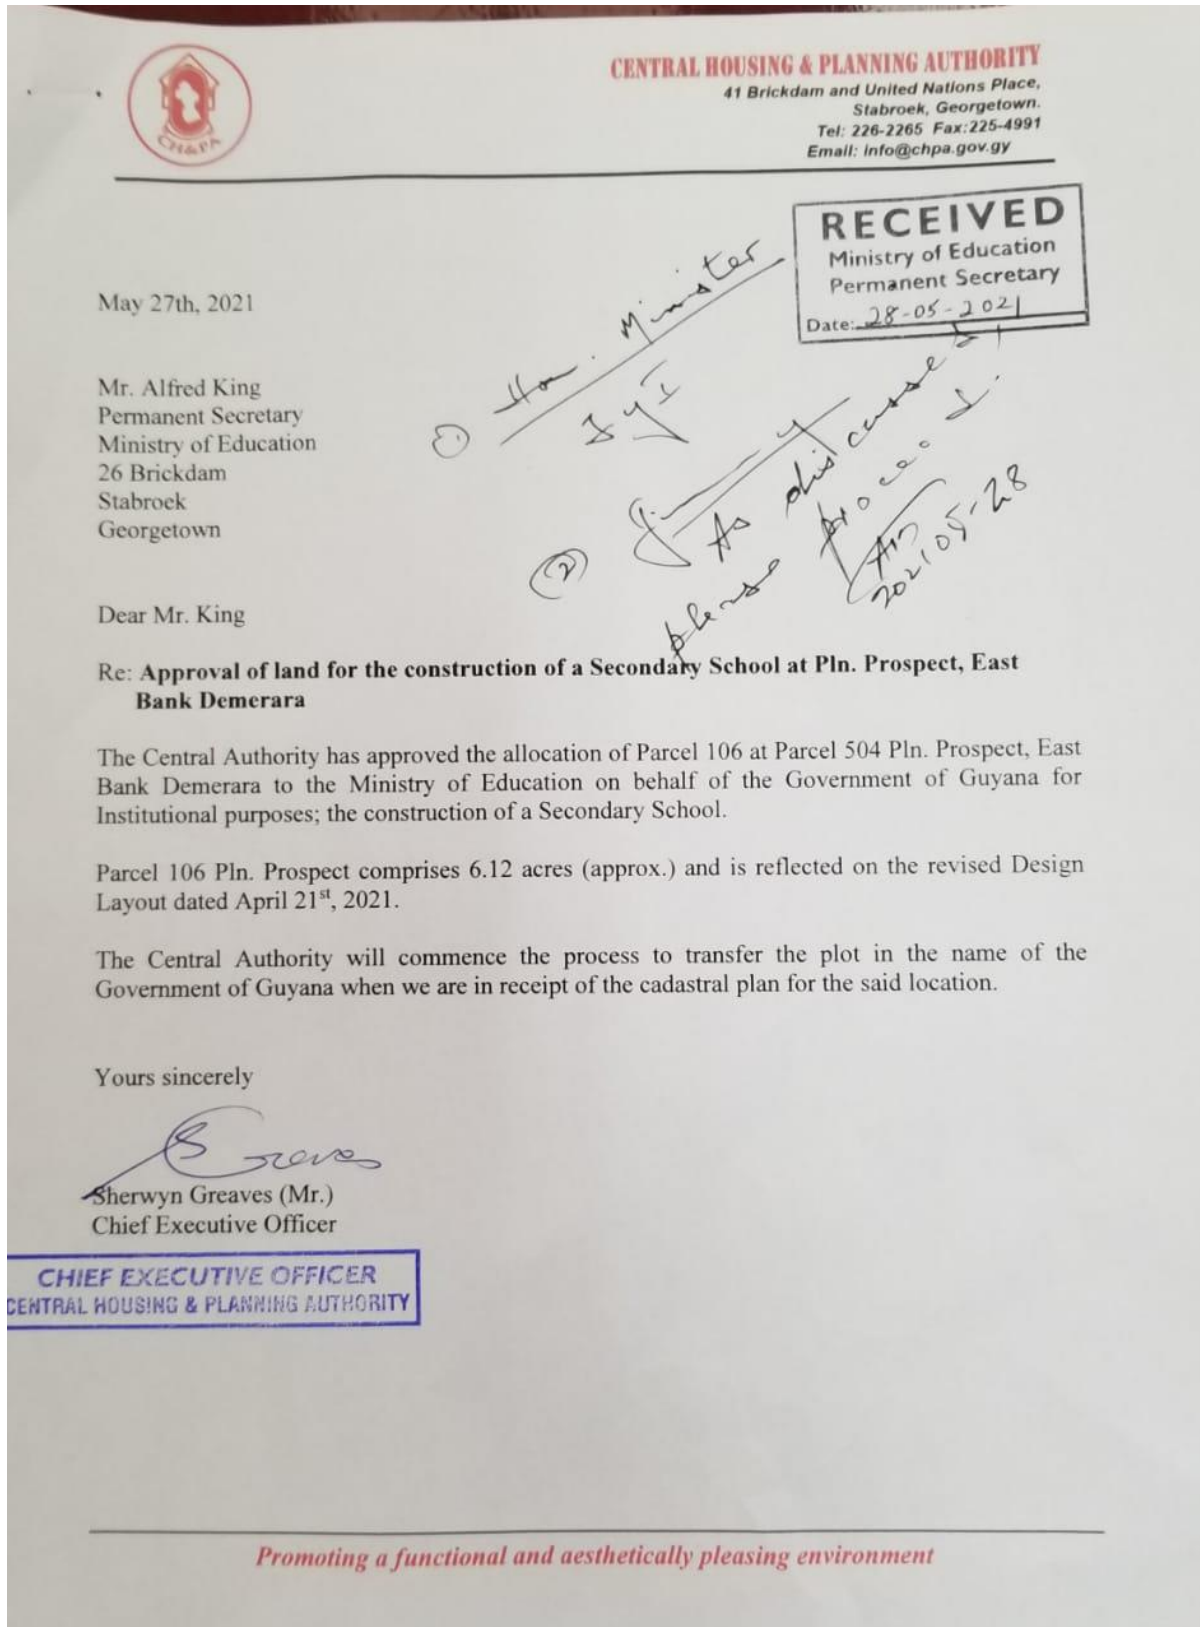 CH&PA
CENTRAL HOUSING & PLANNING AUTHORITY
41 Brickdam and United Nations Place,
Stabroek, Georgetown.
Tel: 226-2265 Fax:225-4991
Email: info@chpa.gov.gy
RECEIVED
Ministry of Education
Permanent Secretary
Date: 28-05-2021
May 27th, 2021
① Hon. Minister
Mr. Alfred King
Permanent Secretary
Ministry of Education
26 Brickdam
Stabroek
Georgetown
②
As discussed,
please proceed.
2021-05-28
Dear Mr. King
Re: Approval of land for the construction of a Secondary School at Pln. Prospect, East
Bank Demerara
The Central Authority has approved the allocation of Parcel 106 at Parcel 504 Pln. Prospect, East
Bank Demerara to the Ministry of Education on behalf of the Government of Guyana for
Institutional purposes; the construction of a Secondary School.
Parcel 106 Pln. Prospect comprises 6.12 acres (approx.) and is reflected on the revised Design
Layout dated April 21st, 2021.
The Central Authority will commence the process to transfer the plot in the name of the
Government of Guyana when we are in receipt of the cadastral plan for the said location.
Yours sincerely
S Greaves
Sherwyn Greaves (Mr.)
Chief Executive Officer
CHIEF EXECUTIVE OFFICER
CENTRAL HOUSING & PLANNING AUTHORITY
Promoting a functional and aesthetically pleasing environment